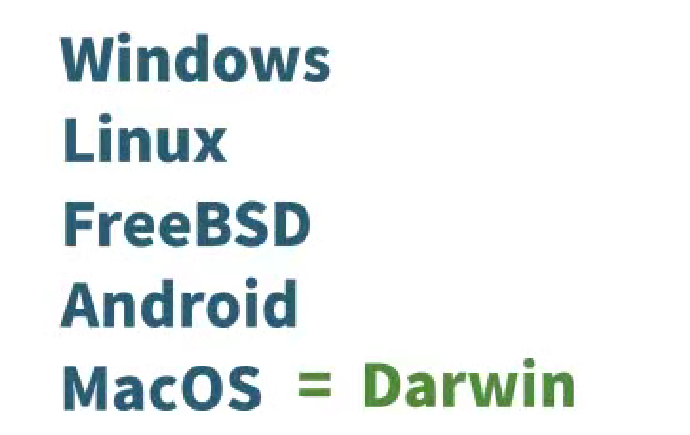 Windows
Linux
FreeBSD
Android
MacOS = Darwin